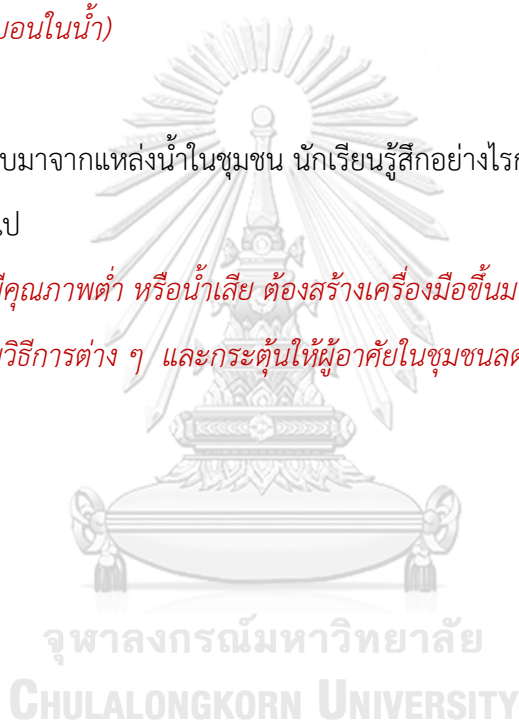 บอนในน้ำ)
บมาจากแหล่งน้ำในชุมชน นักเรียนรู้สึกอย่างไรก
ไป
มีคุณภาพต่ำ หรือน้ำเสีย ต้องสร้างเครื่องมือขึ้นม
วิธีการต่าง ๆ และกระตุ้นให้ผู้อาศัยในชุมชนลด
จุฬาลงกรณ์มหาวิทยาลัย
CHULALONGKORN UNIVERSITY